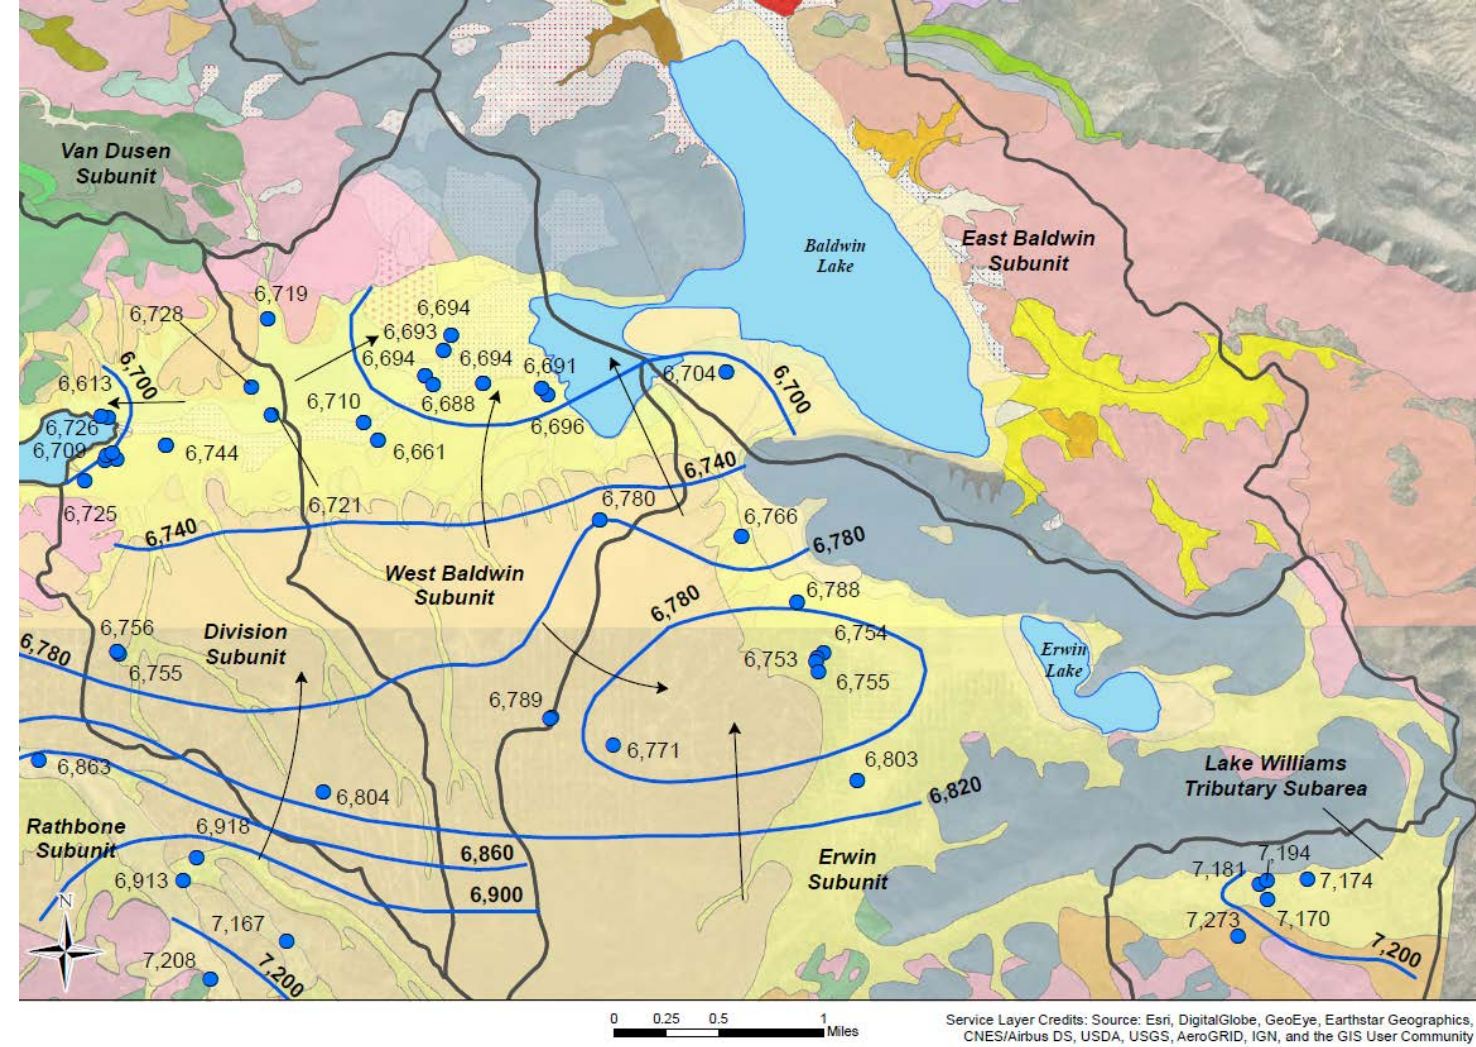 Van Dusen
Subunit
Baldwin
Lake
East Baldwin
Subunit
6,719
6,728
6,694
6,693
6,694
6,694
6,691
6,704
6,700
6,700
6,613
6,688
6,710
6,696
6,726
6,709
6,744
6,661
6,740
6,725
6,721
6,780
6,766
6,740
6,780
West Baldwin
Subunit
6,780
6,788
6,756
Division
Subunit
6,754
6,753
Erwin
Lake
6,780
6,755
6,755
6,789
6,771
6,803
Lake Williams
Tributary Subarea
6,863
6,804
6,820
Rathbone
Subunit
6,918
6,860
Erwin
Subunit
7,194
7,181
7,174
6,913
6,900
N
7,167
7,273
7,170
7,208
7,200
7,200
0 0.25 0.5 1
Miles
Service Layer Credits: Source: Esri, DigitalGlobe, GeoEye, Earthstar Geographics,
CNES/Airbus DS, USDA, USGS, AeroGRID, IGN, and the GIS User Community